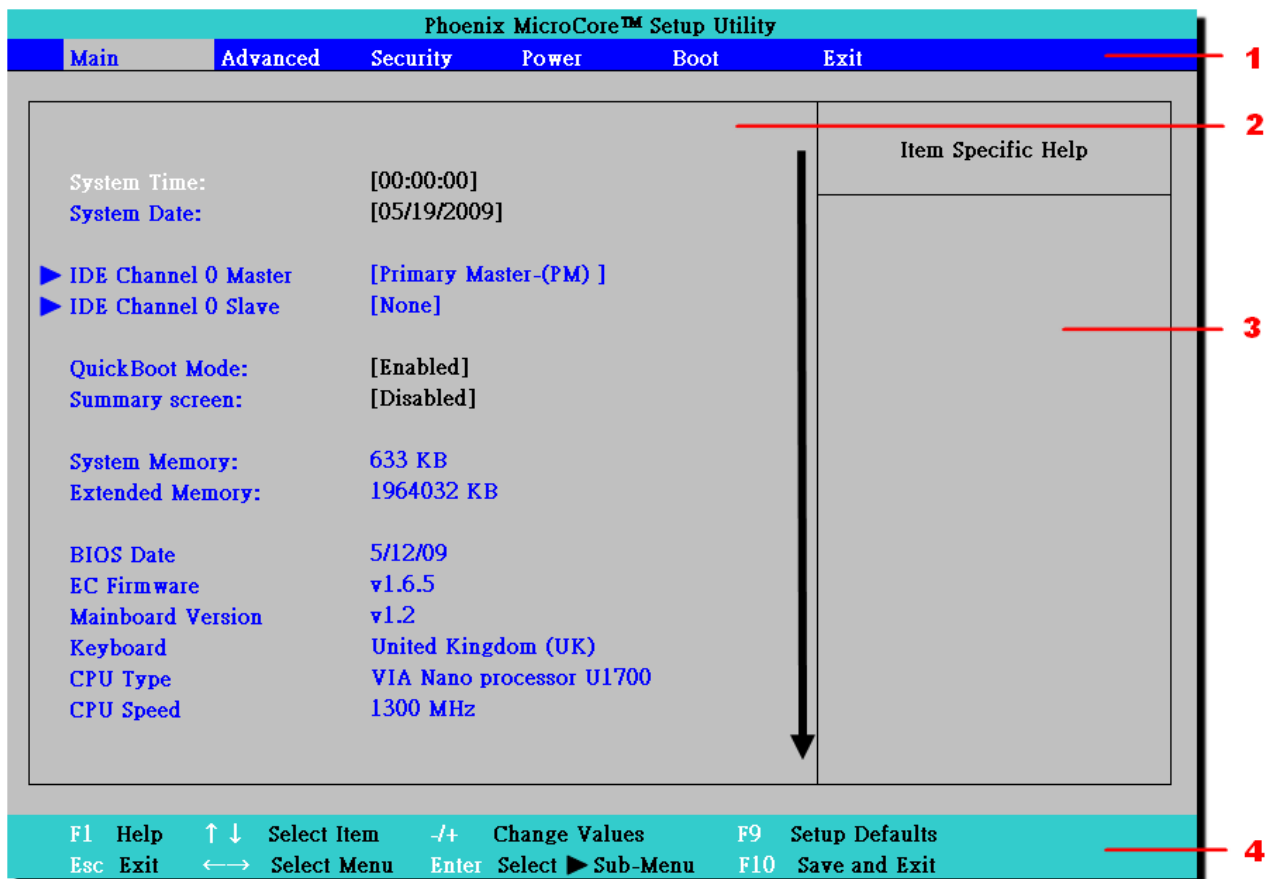 Phoenix MicroCore™ Setup Utility
Main Advanced Security Power Boot Exit
1
2
Item Specific Help
System Time: [00:00:00]
System Date: [05/19/2009]
▶ IDE Channel 0 Master [Primary Master-(PM) ]
▶ IDE Channel 0 Slave [None]
3
QuickBoot Mode: [Enabled]
Summary screen: [Disabled]
System Memory: 633 KB
Extended Memory: 1964032 KB
BIOS Date 5/12/09
EC Firmware v1.6.5
Mainboard Version v1.2
Keyboard United Kingdom (UK)
CPU Type VIA Nano processor U1700
CPU Speed 1300 MHz
F1 Help ↑ ↓ Select Item -/+ Change Values F9 Setup Defaults
Esc Exit ←→ Select Menu Enter Select ▶ Sub-Menu F10 Save and Exit
4